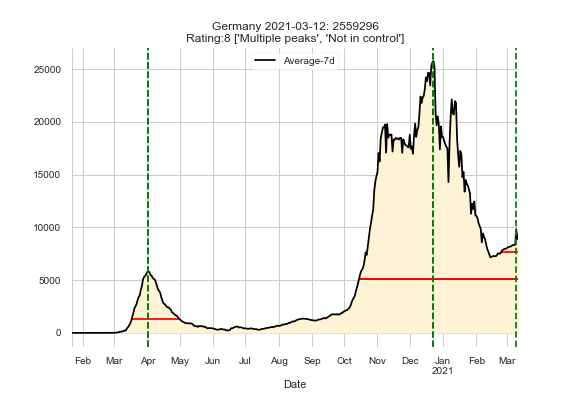 Germany 2021-03-12: 2559296
Rating:8 ['Multiple peaks', 'Not in control']
Average-7d
25000
20000
15000
10000
5000
0
Feb Mar Apr May Jun Jul Aug Sep Oct Nov Dec Jan Feb Mar
2021
Date